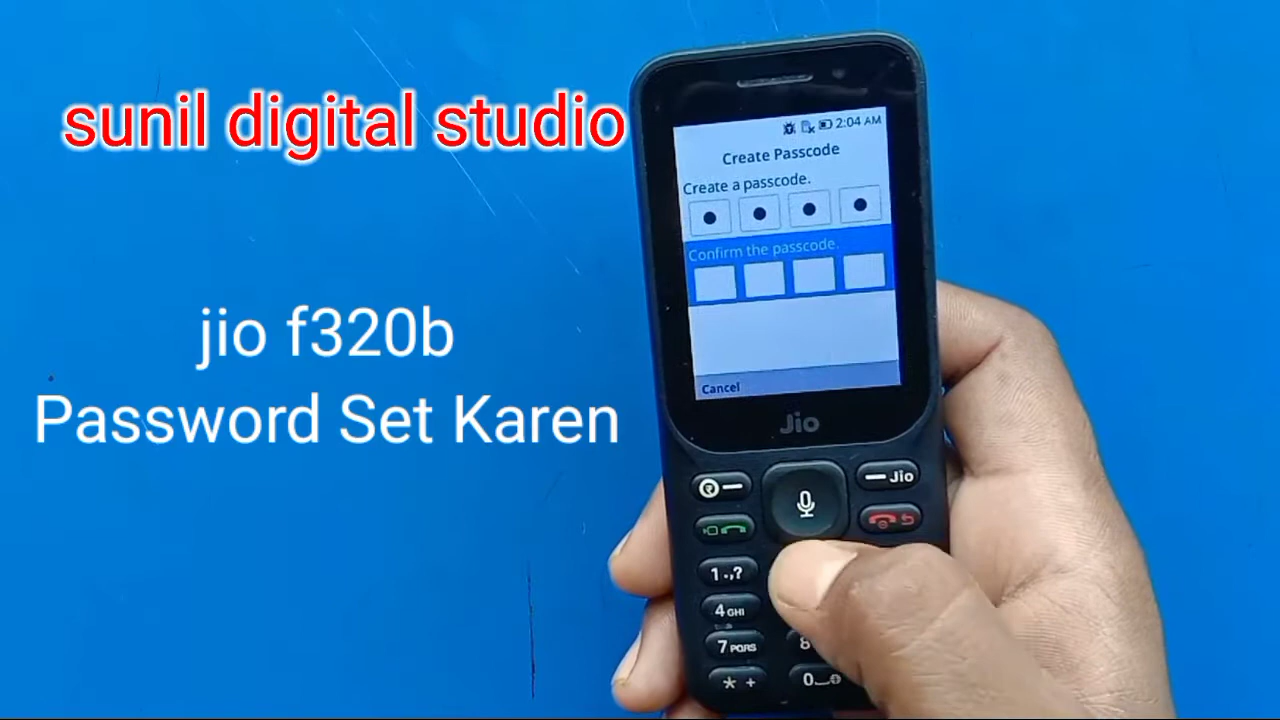 sunil digital studio
jio f320b
Password Set Karen
2:04 AM
Create Passcode
Create a passcode.
Confirm the passcode.
Cancel
Jio
Jio
1 .,?
4 GHI
7 PQRS
8
* +
0